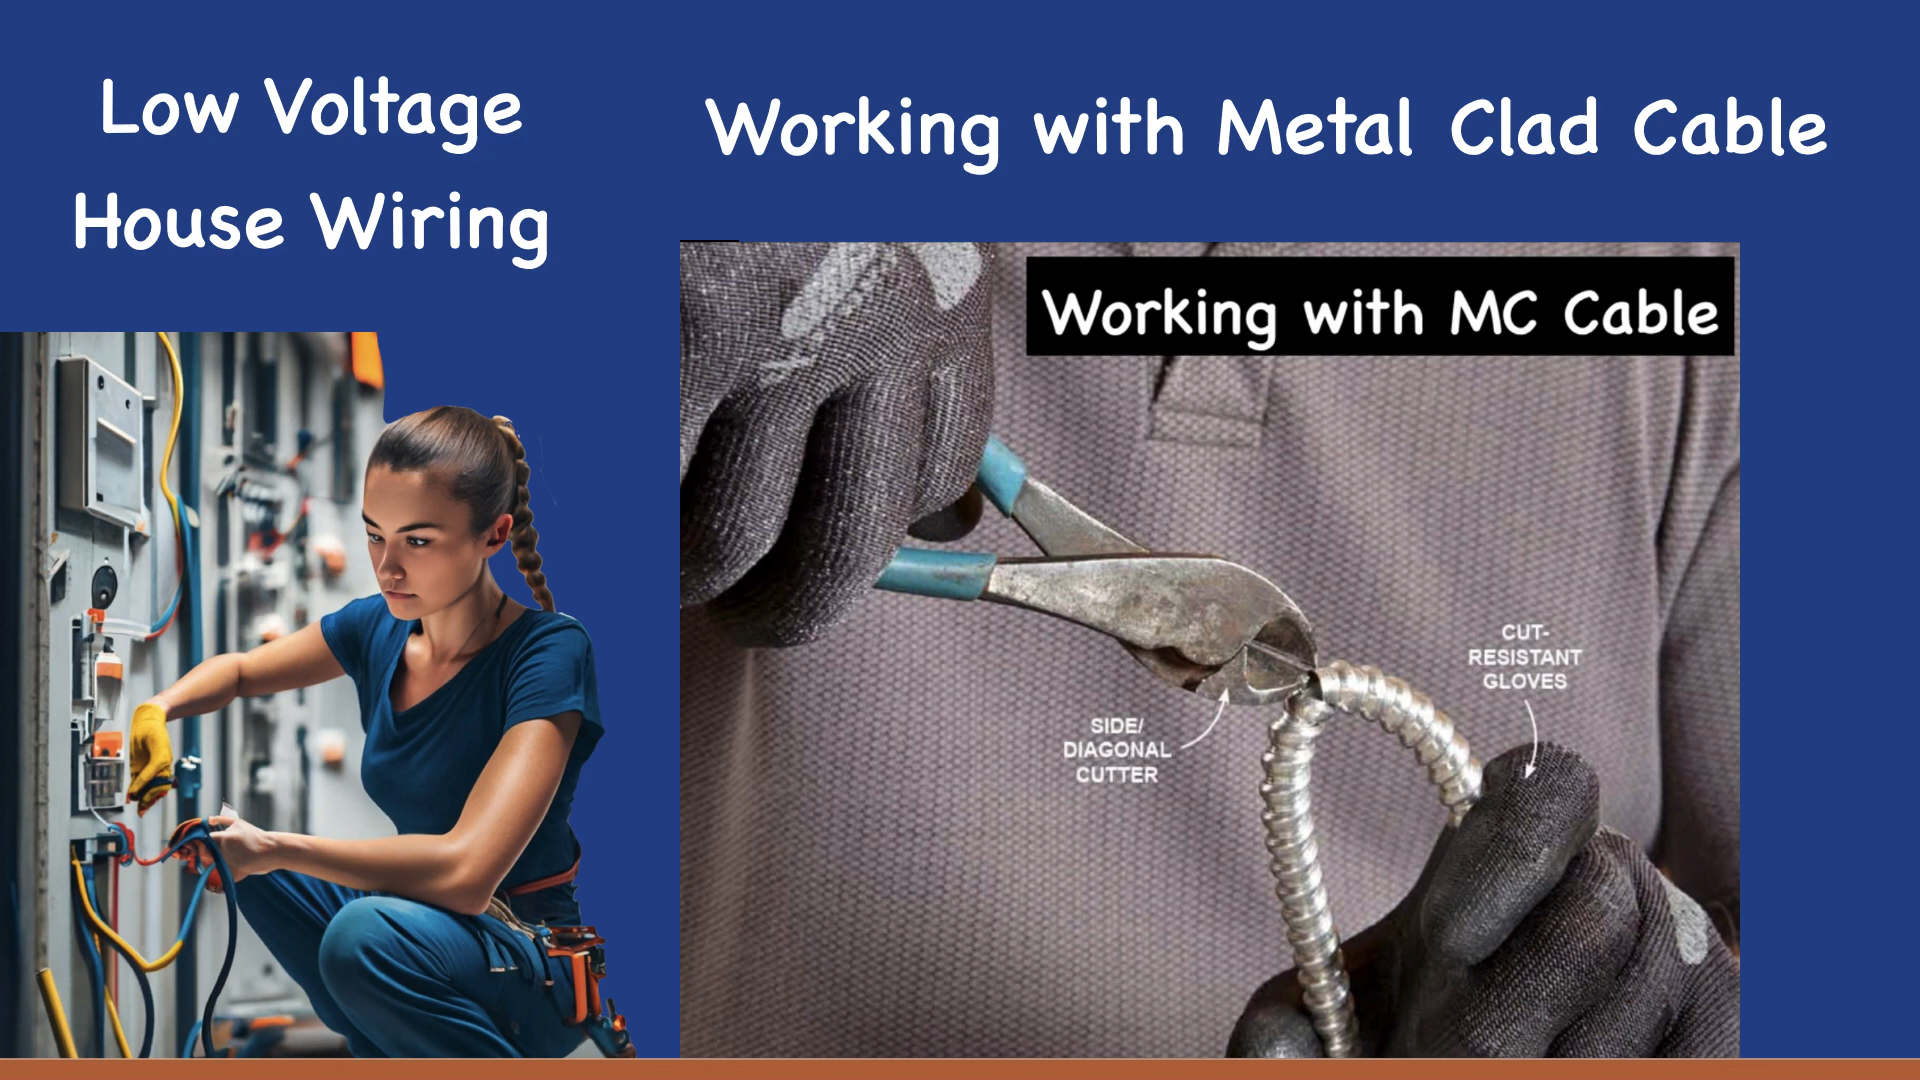 Low Voltage
House Wiring
Working with Metal Clad Cable
Working with MC Cable
SIDE/
DIAGONAL
CUTTER
CUT-
RESISTANT
GLOVES